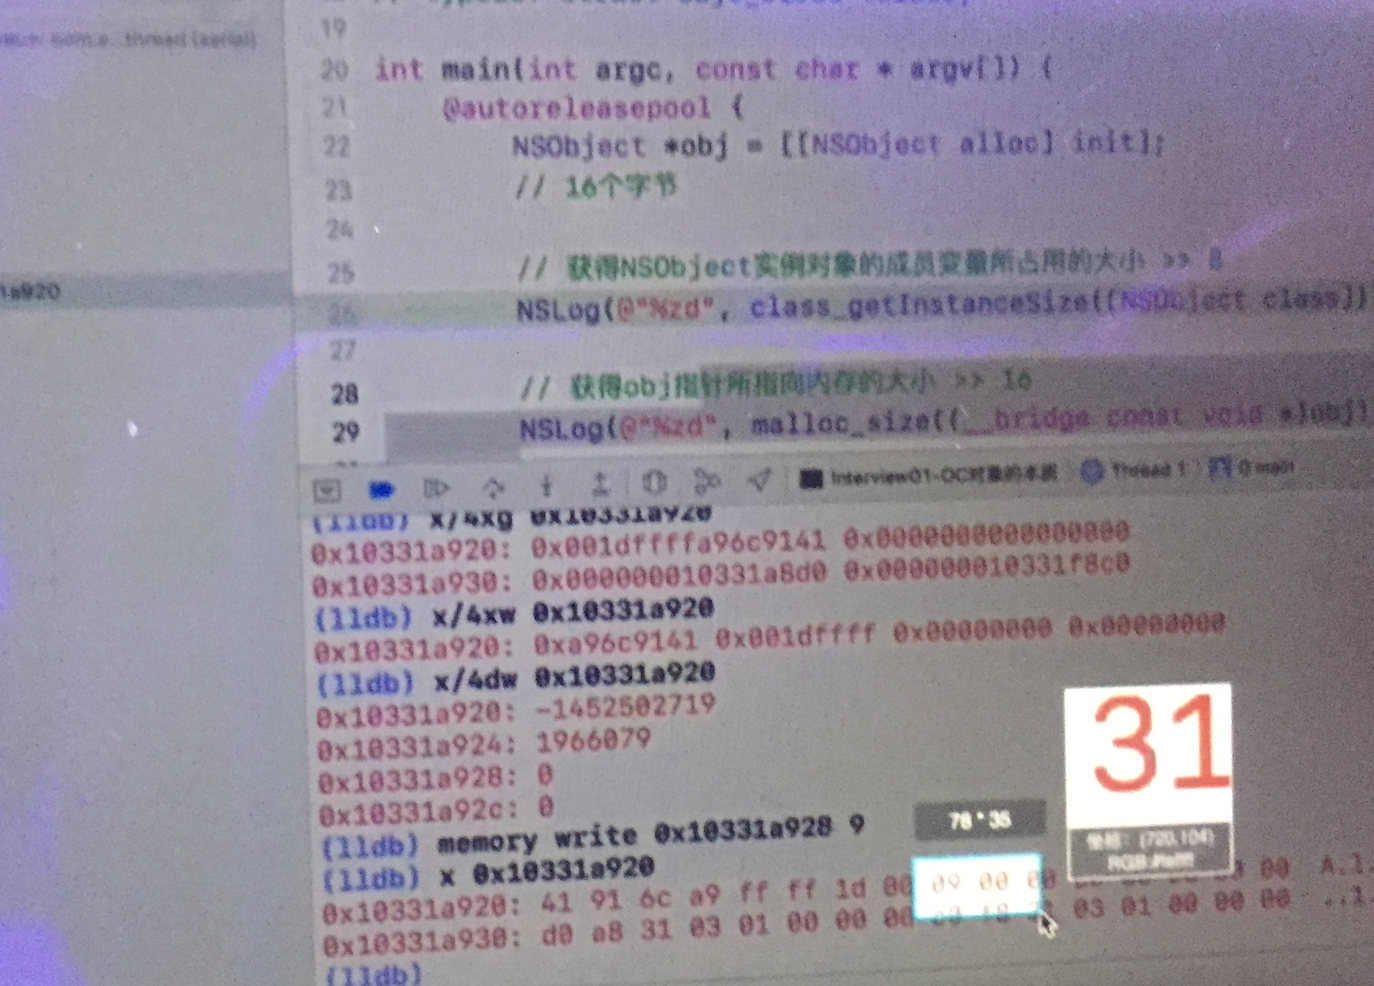 thread (serial)
1a920
19
20 int main(int argc, const char * argv[]) {
21 @autoreleasepool {
22 NSObject *obj = [[NSObject alloc] init];
23 // 16个字节
24
25 // 获得NSObject实例对象的成员变量所占用的大小 >> 8
26 NSLog(@"%zd", class_getInstanceSize([NSObject class])
27
28 // 获得obj指针所指向内存的大小 >> 16
29 NSLog(@"%zd", malloc_size((__bridge const void *)obj)
Interview01-OC对象的本质 Thread 1 0 main
(lldb) x/4xg 0x10331a920
0x10331a920: 0x001dffffa96c9141 0x0000000000000000
0x10331a930: 0x000000010331a8d0 0x000000010331f8c0
(lldb) x/4xw 0x10331a920
0x10331a920: 0xa96c9141 0x001dffff 0x00000000 0x00000000
(lldb) x/4dw 0x10331a920
0x10331a920: -1452502719
0x10331a924: 1966079
0x10331a928: 0
0x10331a92c: 0
(lldb) memory write 0x10331a928 9
(lldb) x 0x10331a920
0x10331a920: 41 91 6c a9 ff ff 1d 00 09 00 00 00 A.l.
0x10331a930: d0 a8 31 03 01 00 00 00 03 01 00 00 00 ..1.
(lldb)
78 * 36
31
坐标: (720,104)